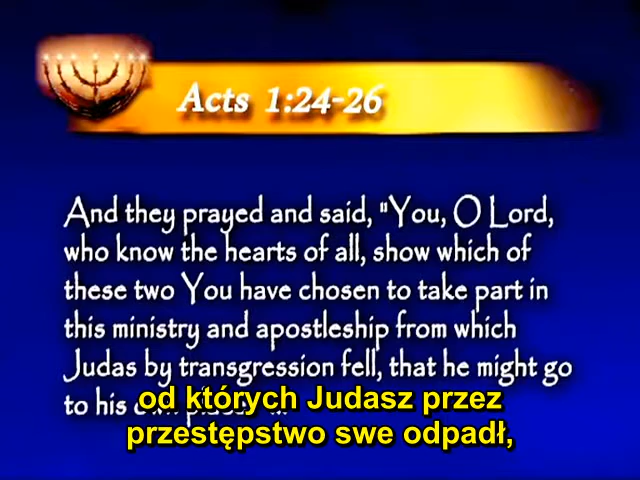 Acts 1:24-26
And they prayed and said, "You, O Lord,
who know the hearts of all, show which of
these two You have chosen to take part in
this ministry and apostleship from which
Judas by transgression fell, that he might go
to his own place."...
od których Judasz przez
przestępstwo swe odpadł,